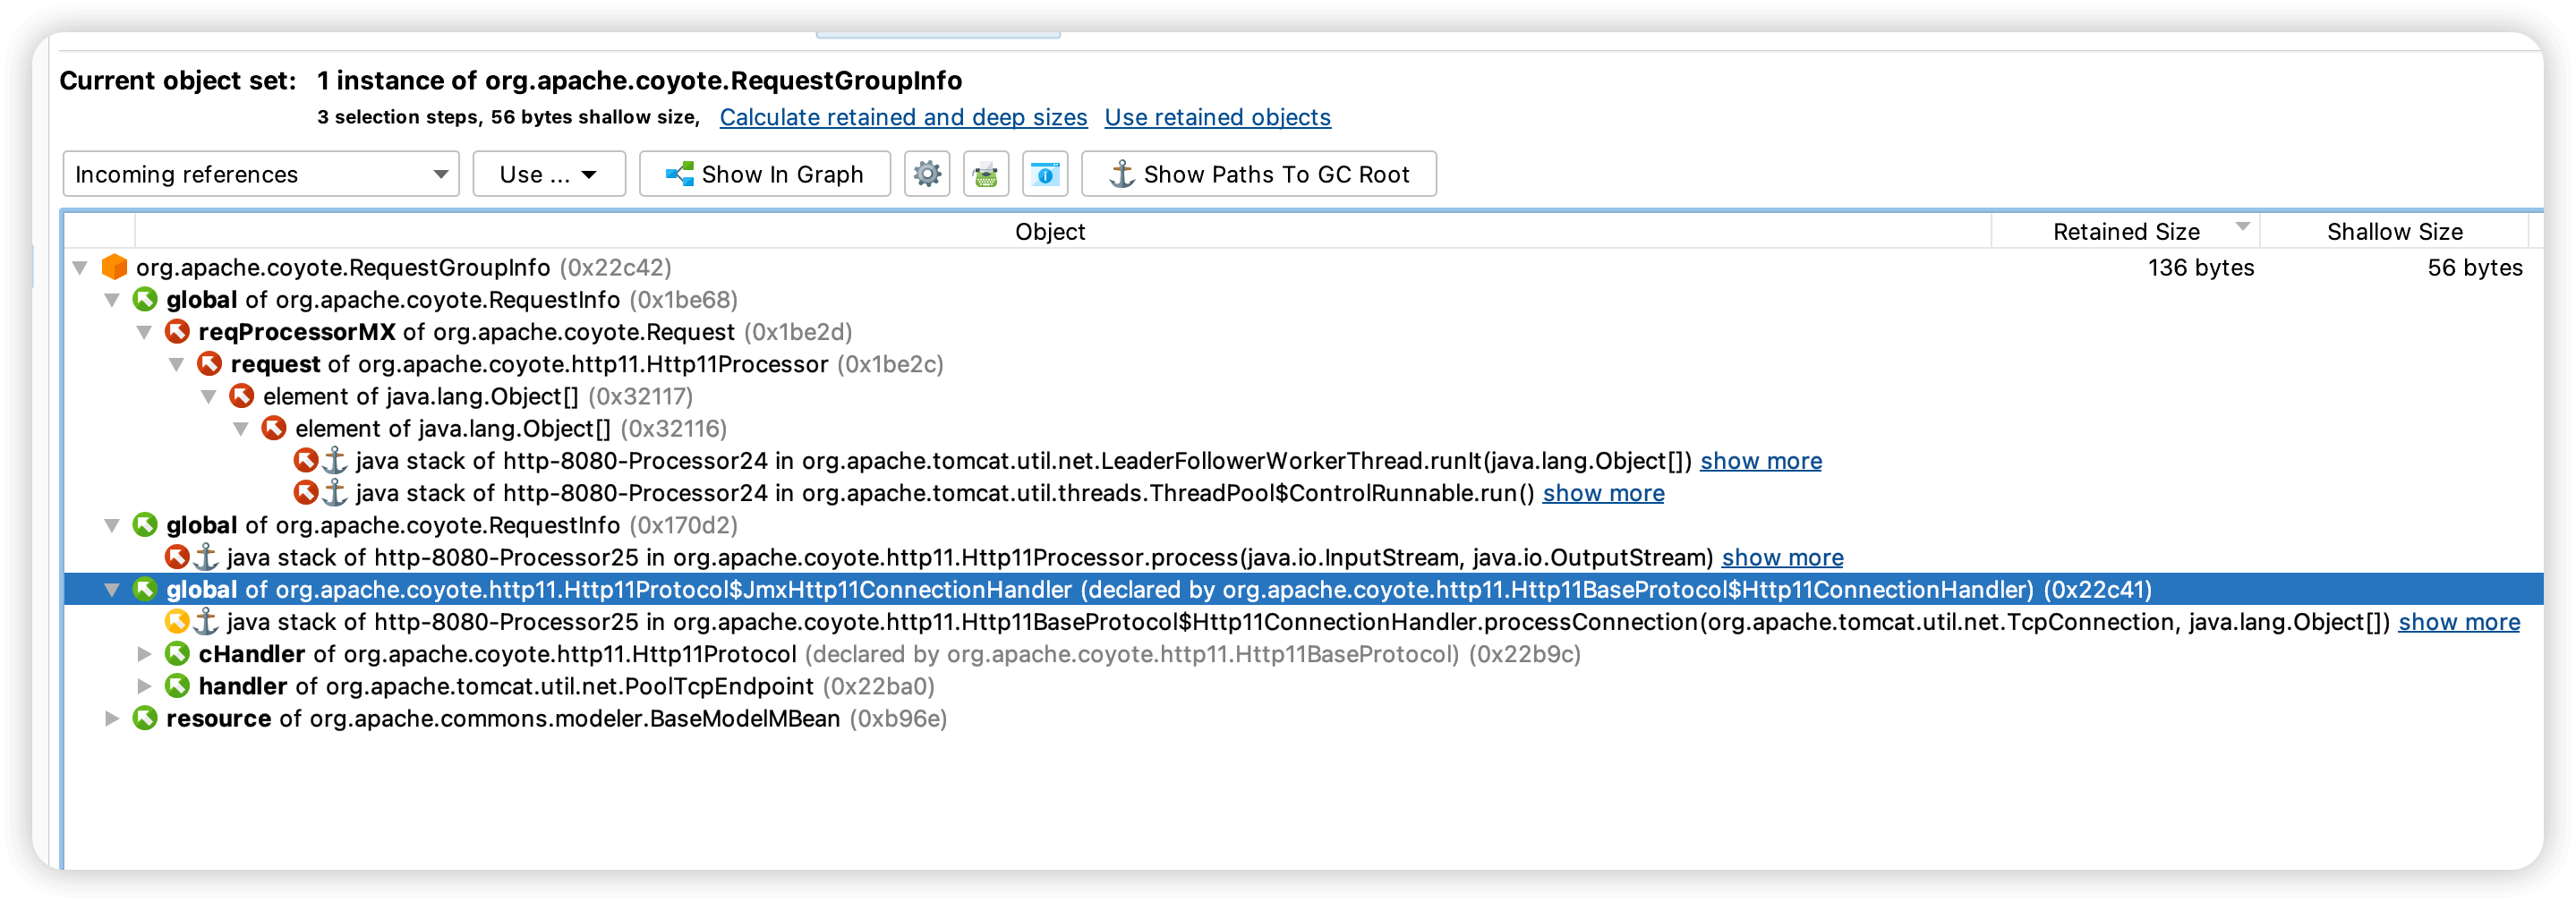 Current object set: 1 instance of org.apache.coyote.RequestGroupInfo
3 selection steps, 56 bytes shallow size, Calculate retained and deep sizes Use retained objects
Incoming references Use ... Show In Graph Show Paths To GC Root
Object Retained Size Shallow Size
org.apache.coyote.RequestGroupInfo (0x22c42) 136 bytes 56 bytes
global of org.apache.coyote.RequestInfo (0x1be68)
reqProcessorMX of org.apache.coyote.Request (0x1be2d)
request of org.apache.coyote.http11.Http11Processor (0x1be2c)
element of java.lang.Object[] (0x32117)
element of java.lang.Object[] (0x32116)
java stack of http-8080-Processor24 in org.apache.tomcat.util.net.LeaderFollowerWorkerThread.runIt(java.lang.Object[]) show more
java stack of http-8080-Processor24 in org.apache.tomcat.util.threads.ThreadPool$ControlRunnable.run() show more
global of org.apache.coyote.RequestInfo (0x170d2)
java stack of http-8080-Processor25 in org.apache.coyote.http11.Http11Processor.process(java.io.InputStream, java.io.OutputStream) show more
global of org.apache.coyote.http11.Http11Protocol$JmxHttp11ConnectionHandler (declared by org.apache.coyote.http11.Http11BaseProtocol$Http11ConnectionHandler) (0x22c41)
java stack of http-8080-Processor25 in org.apache.coyote.http11.Http11BaseProtocol$Http11ConnectionHandler.processConnection(org.apache.tomcat.util.net.TcpConnection, java.lang.Object[]) show more
cHandler of org.apache.coyote.http11.Http11Protocol (declared by org.apache.coyote.http11.Http11BaseProtocol) (0x22b9c)
handler of org.apache.tomcat.util.net.PoolTcpEndpoint (0x22ba0)
resource of org.apache.commons.modeler.BaseModelMBean (0xb96e)